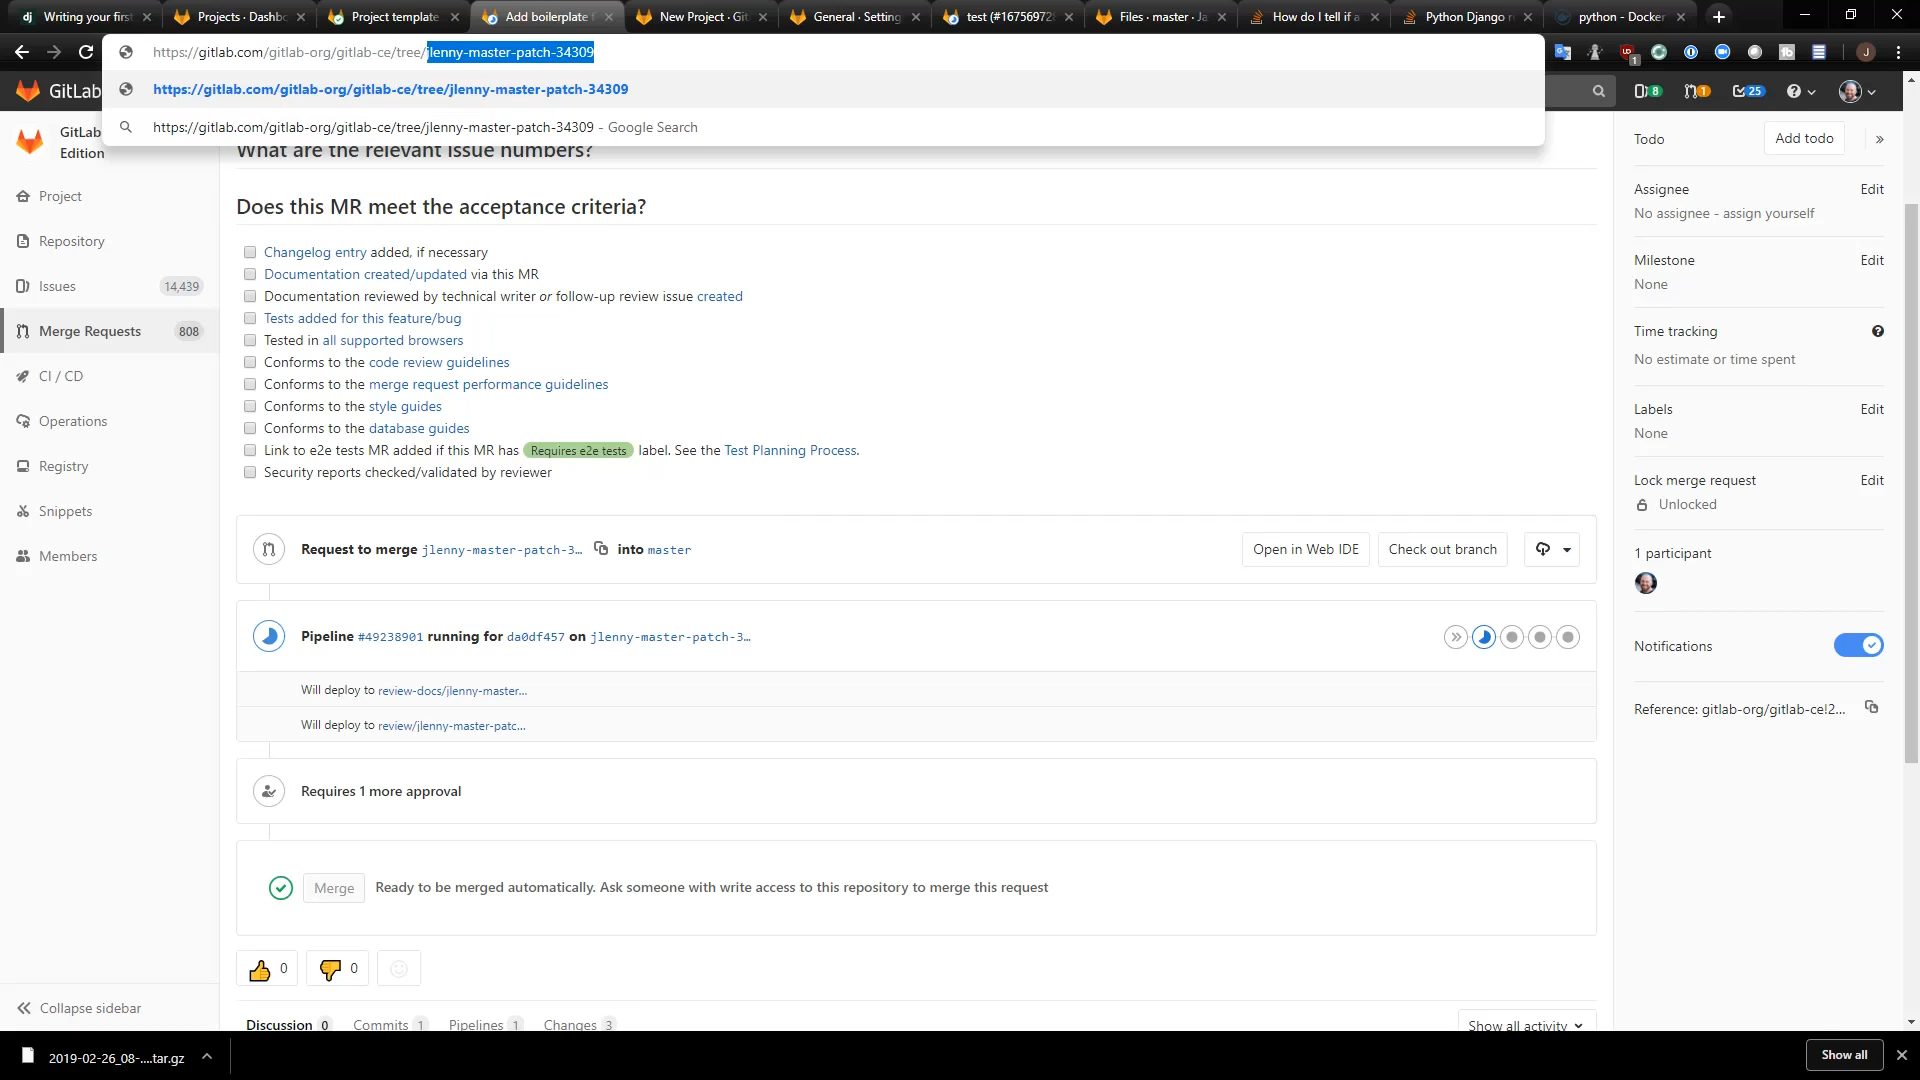 Writing your first
Projects · Dashbo
Project template
Add boilerplate f
New Project · Git
General · Setting
test (#16756972
Files · master · Ja
How do I tell if a
Python Django r
python - Docker
https://gitlab.com/gitlab-org/gitlab-ce/tree/jlenny-master-patch-34309
https://gitlab.com/gitlab-org/gitlab-ce/tree/jlenny-master-patch-34309
https://gitlab.com/gitlab-org/gitlab-ce/tree/jlenny-master-patch-34309 - Google Search
GitLab
8
1
25
GitLab
Edition
Project
Repository
Issues 14,439
Merge Requests 808
CI / CD
Operations
Registry
Snippets
Members
Collapse sidebar
What are the relevant issue numbers?
Does this MR meet the acceptance criteria?
Changelog entry added, if necessary
Documentation created/updated via this MR
Documentation reviewed by technical writer or follow-up review issue created
Tests added for this feature/bug
Tested in all supported browsers
Conforms to the code review guidelines
Conforms to the merge request performance guidelines
Conforms to the style guides
Conforms to the database guides
Link to e2e tests MR added if this MR has Requires e2e tests label. See the Test Planning Process.
Security reports checked/validated by reviewer
Request to merge jlenny-master-patch-3… into master
Open in Web IDE
Check out branch
Pipeline #49238901 running for da0df457 on jlenny-master-patch-3…
Will deploy to review-docs/jlenny-master...
Will deploy to review/jlenny-master-patc...
Requires 1 more approval
Merge Ready to be merged automatically. Ask someone with write access to this repository to merge this request
0
0
Discussion 0 Commits 1 Pipelines 1 Changes 3
Show all activity
Todo Add todo
Assignee Edit
No assignee - assign yourself
Milestone Edit
None
Time tracking
No estimate or time spent
Labels Edit
None
Lock merge request Edit
Unlocked
1 participant
Notifications
Reference: gitlab-org/gitlab-ce!2...
2019-02-26_08-....tar.gz
Show all